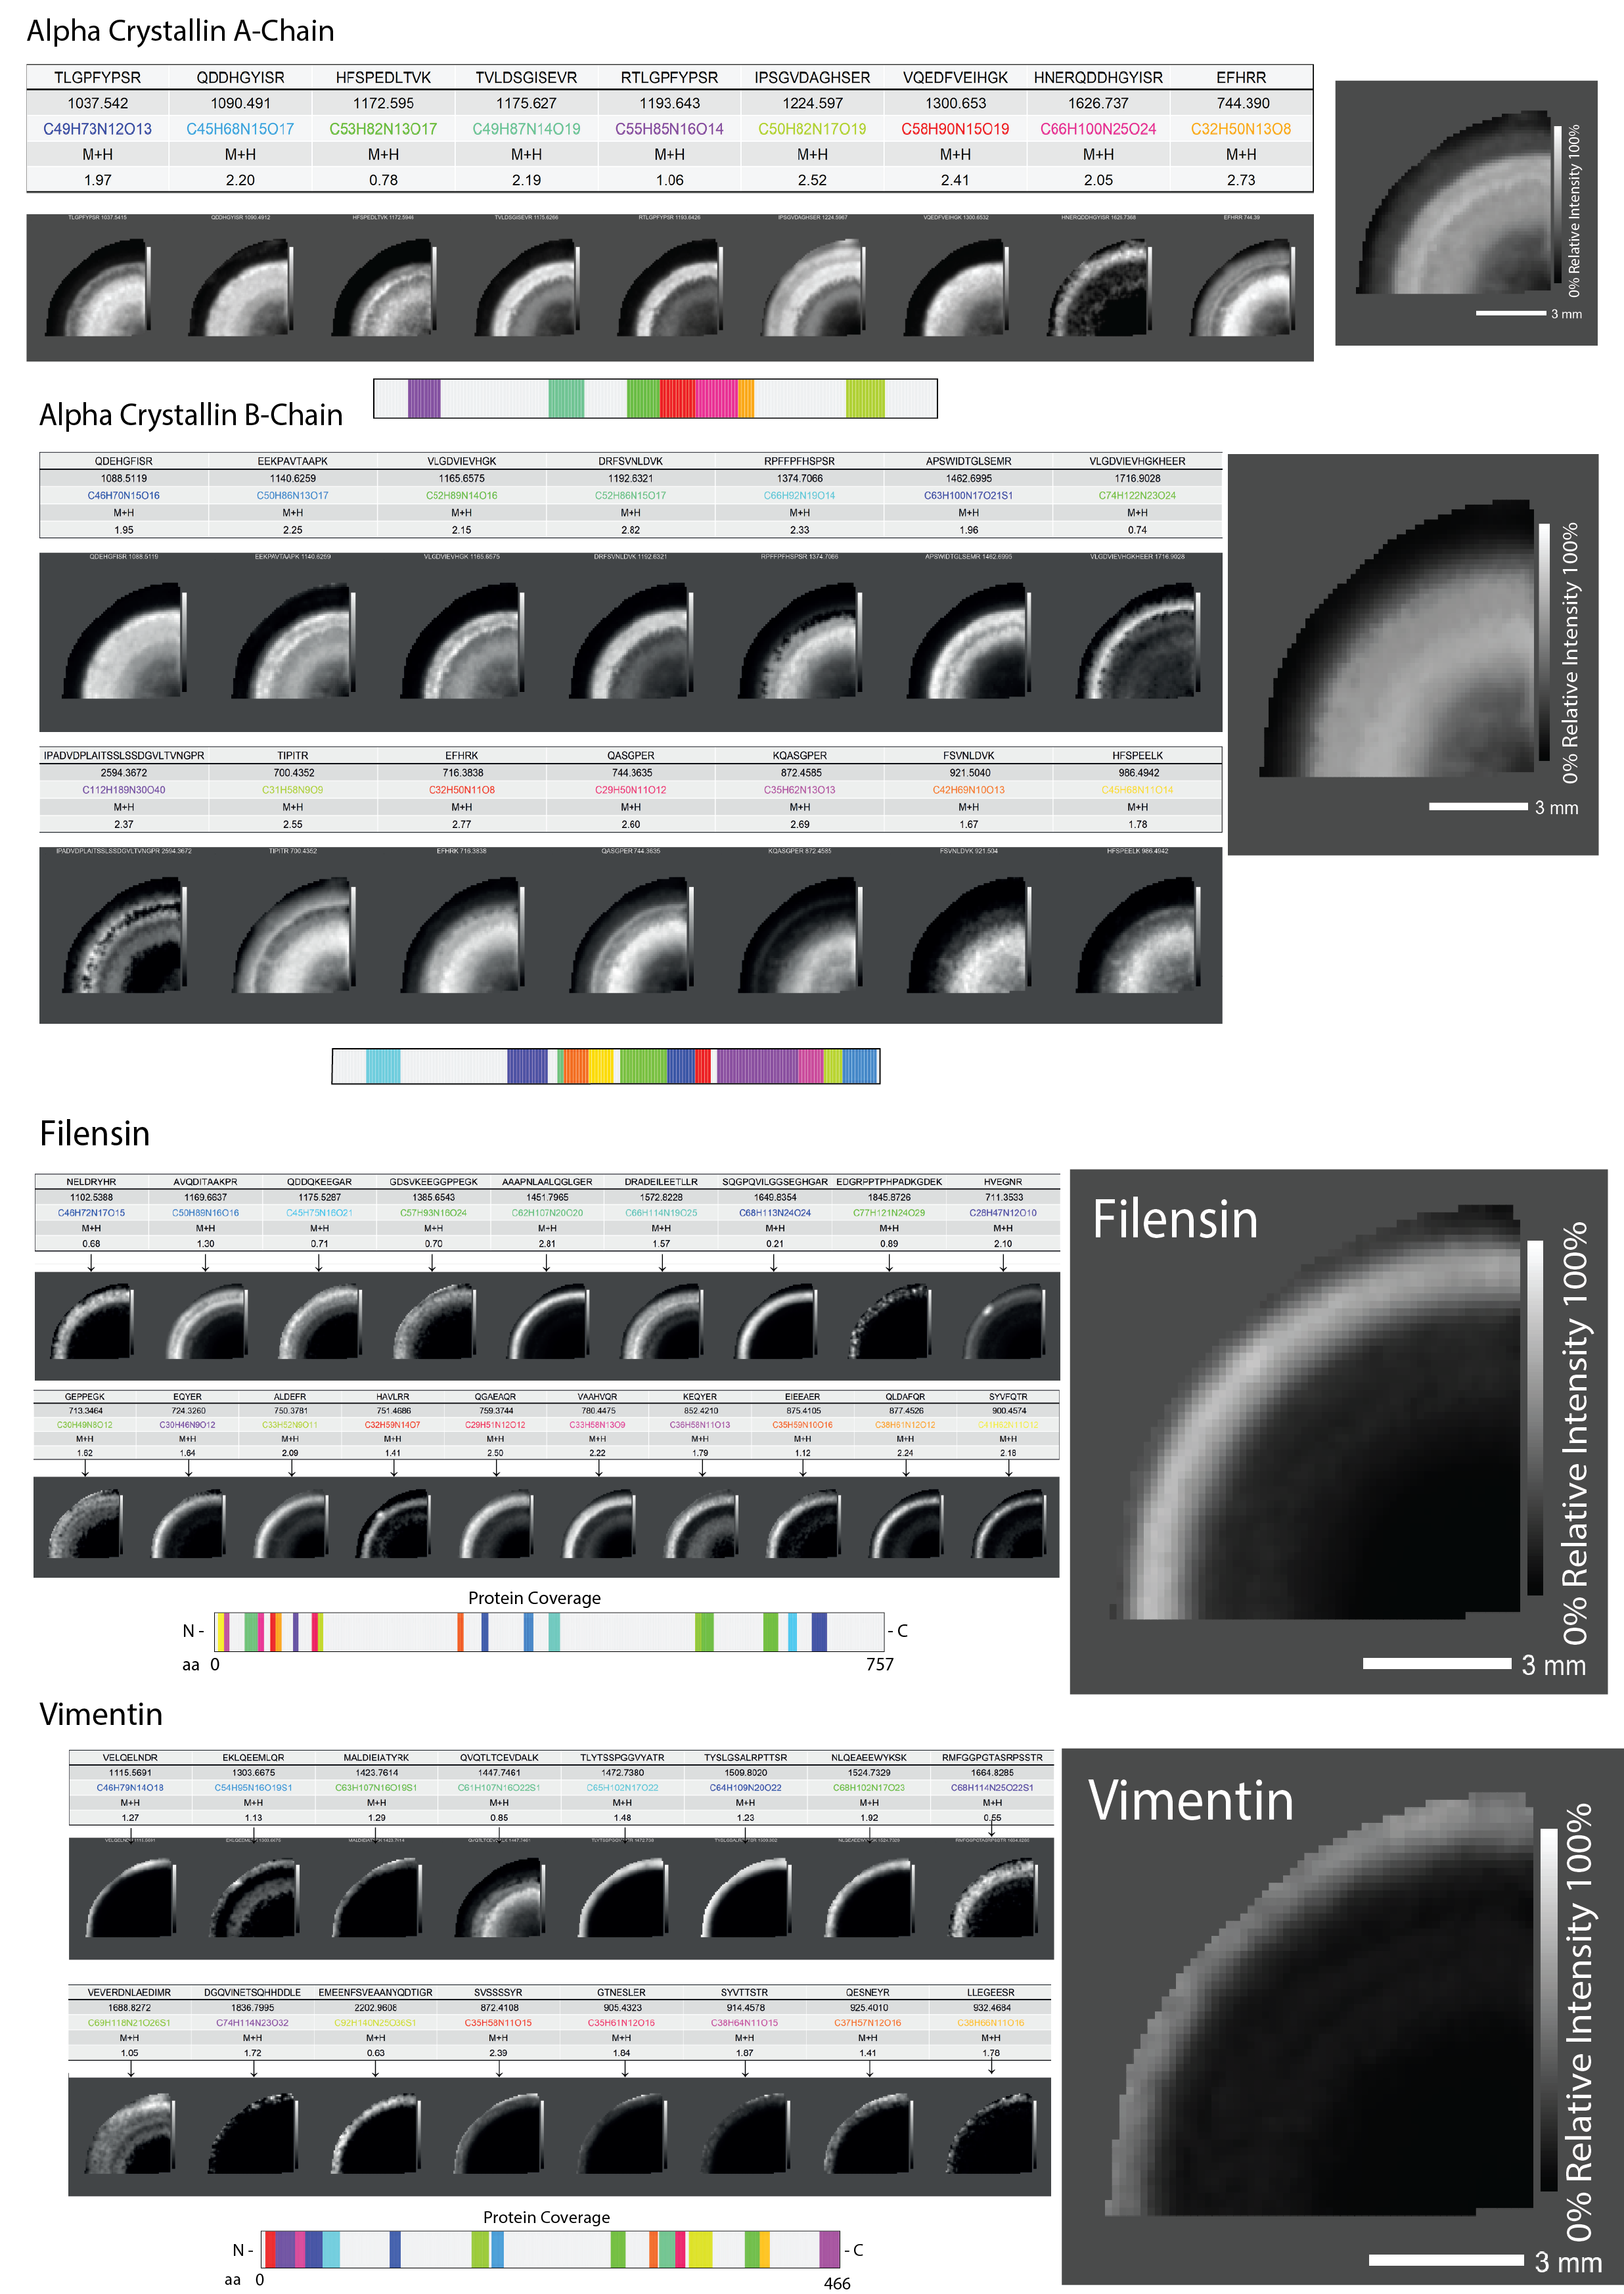 Alpha Crystallin A-Chain
TLGPFYPSR QDDHGYISR HFSPEDLTVK TVLDSGISEVR RTLGPFYPSR IPSGVDAGHSER VQEDFVEIHGK HNERQDDHGYISR EFHRR
1037.542 1090.491 1172.595 1175.627 1193.643 1224.597 1300.653 1626.737 744.390
C49H73N12O13 C45H68N15O17 C53H82N13O17 C49H87N14O19 C55H85N16O14 C50H82N17O19 C58H90N15O19 C66H100N25O24 C32H50N13O8
M+H M+H M+H M+H M+H M+H M+H M+H M+H
1.97 2.20 0.78 2.19 1.06 2.52 2.41 2.05 2.73
TLGPFYPSR 1037.5415 QDDHGYISR 1090.4912 HFSPEDLTVK 1172.5946 TVLDSGISEVR 1175.6266 RTLGPFYPSR 1193.6426 IPSGVDAGHSER 1224.5967 VQEDFVEIHGK 1300.6532 HNERQDDHGYISR 1626.7368 EFHRR 744.39
0% Relative Intensity 100%
3 mm
Alpha Crystallin B-Chain
QDEHGFISR EEKPAVTAAPK VLGDVIEVHGK DRFSVNLDVK RPFFPFHSPSR APSWIDTGLSEMR VLGDVIEVHGKHEER
1088.5119 1140.6259 1165.6575 1192.6321 1374.7066 1462.6995 1716.9028
C46H70N15O16 C50H86N13O17 C52H89N14O16 C52H86N15O17 C66H92N19O14 C63H100N17O21S1 C74H122N23O24
M+H M+H M+H M+H M+H M+H M+H
1.95 2.25 2.15 2.82 2.33 1.96 0.74
QDEHGFISR 1088.5119 EEKPAVTAAPK 1140.6259 VLGDVIEVHGK 1165.6575 DRFSVNLDVK 1192.6321 RPFFPFHSPSR 1374.7066 APSWIDTGLSEMR 1462.6995 VLGDVIEVHGKHEER 1716.9028
0% Relative Intensity 100%
3 mm
IPADVDPLAITSSLSSDGVLTVNGPR TIPITR EFHRK QASGPER KQASGPER FSVNLDVK HFSPEELK
2594.3672 700.4352 716.3838 744.3635 872.4585 921.5040 986.4942
C112H189N30O40 C31H58N9O9 C32H50N11O8 C29H50N11O12 C35H62N13O13 C42H69N10O13 C45H68N11O14
M+H M+H M+H M+H M+H M+H M+H
2.37 2.55 2.77 2.60 2.69 1.67 1.78
IPADVDPLAITSSLSSDGVLTVNGPR 2594.3672 TIPITR 700.4352 EFHRK 716.3838 QASGPER 744.3635 KQASGPER 872.4585 FSVNLDVK 921.504 HFSPEELK 986.4942
Filensin
NELDRYHR AVQDITAAKPR QDDQKEEGAR GDSVKEEGGPPEGK AAAPNLAALQGLGER DRADEILEETLLR SQGPQVILGGSEGHGAR EDGRPPTPHPADKGDEK HVEGNR
1102.5388 1169.6637 1175.5287 1385.6543 1451.7965 1572.8228 1649.8354 1845.8726 711.3533
C46H72N17O15 C50H89N16O16 C45H75N16O21 C57H93N16O24 C62H107N20O20 C66H114N19O25 C68H113N24O24 C77H121N24O29 C28H47N12O10
M+H M+H M+H M+H M+H M+H M+H M+H M+H
0.68 1.30 0.71 0.70 2.81 1.57 0.21 0.89 2.10
Filensin
0% Relative Intensity 100%
3 mm
GEPPEGK EQYER ALDEFR HAVLRR QGAEAQR VAAHVQR KEQYER EIEEAER QLDAFQR SYVFQTR
713.3464 724.3260 750.3781 751.4686 759.3744 780.4475 852.4210 875.4105 877.4526 900.4574
C30H49N8O12 C30H46N9O12 C33H52N9O11 C32H59N14O7 C29H51N12O12 C33H58N13O9 C36H58N11O13 C35H59N10O16 C38H61N12O12
M+H M+H M+H M+H M+H M+H M+H M+H M+H M+H
1.62 1.64 2.09 1.41 2.50 2.22 1.79 1.12 2.24 2.18
Protein Coverage
N - - C
aa 0 757
Vimentin
VELQELNDR EKLQEEMLQR MALDIEIATYRK QVQTLTCEVDALK TLYTSSPGGVYATR TYSLGSALRPTTSR NLQEAEEWYKSK RMFGGPGTASRPSSTR
1115.5691 1303.6675 1423.7614 1447.7461 1472.7380 1509.8020 1524.7329 1664.8285
C46H79N14O18 C54H95N16O19S1 C63H107N16O19S1 C61H107N16O22S1 C65H102N17O22 C64H109N20O22 C68H102N17O23 C68H114N25O22S1
M+H M+H M+H M+H M+H M+H M+H M+H
1.27 1.13 1.29 0.85 1.48 1.23 1.92 0.55
Vimentin
0% Relative Intensity 100%
3 mm
VEVERDNLAEDIMR DGQVINETSQHHDDLE EMEENFSVEAANYQDTIGR SVSSSSYR GTNESLER SYVTTSTR QESNEYR LLEGEESR
1688.8272 1836.7995 2202.9608 872.4108 905.4323 914.4578 925.4010 932.4684
C69H118N21O26S1 C74H114N23O32 C92H140N25O36S1 C35H58N11O15 C35H61N12O16 C38H64N11O15 C37H57N12O16 C38H66N11O16
M+H M+H M+H M+H M+H M+H M+H M+H
1.05 1.72 0.63 2.39 1.84 1.87 1.41 1.78
Protein Coverage
N - - C
aa 0 466